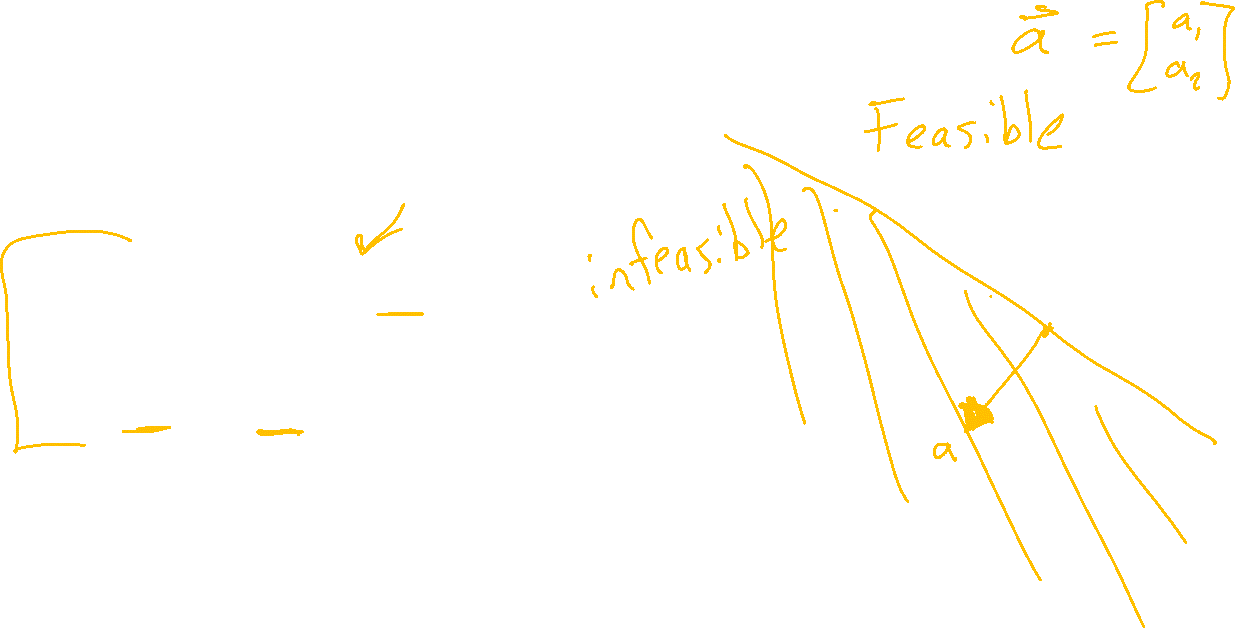 a⃗ = [a₁
a₂]
Feasible
infeasible
a